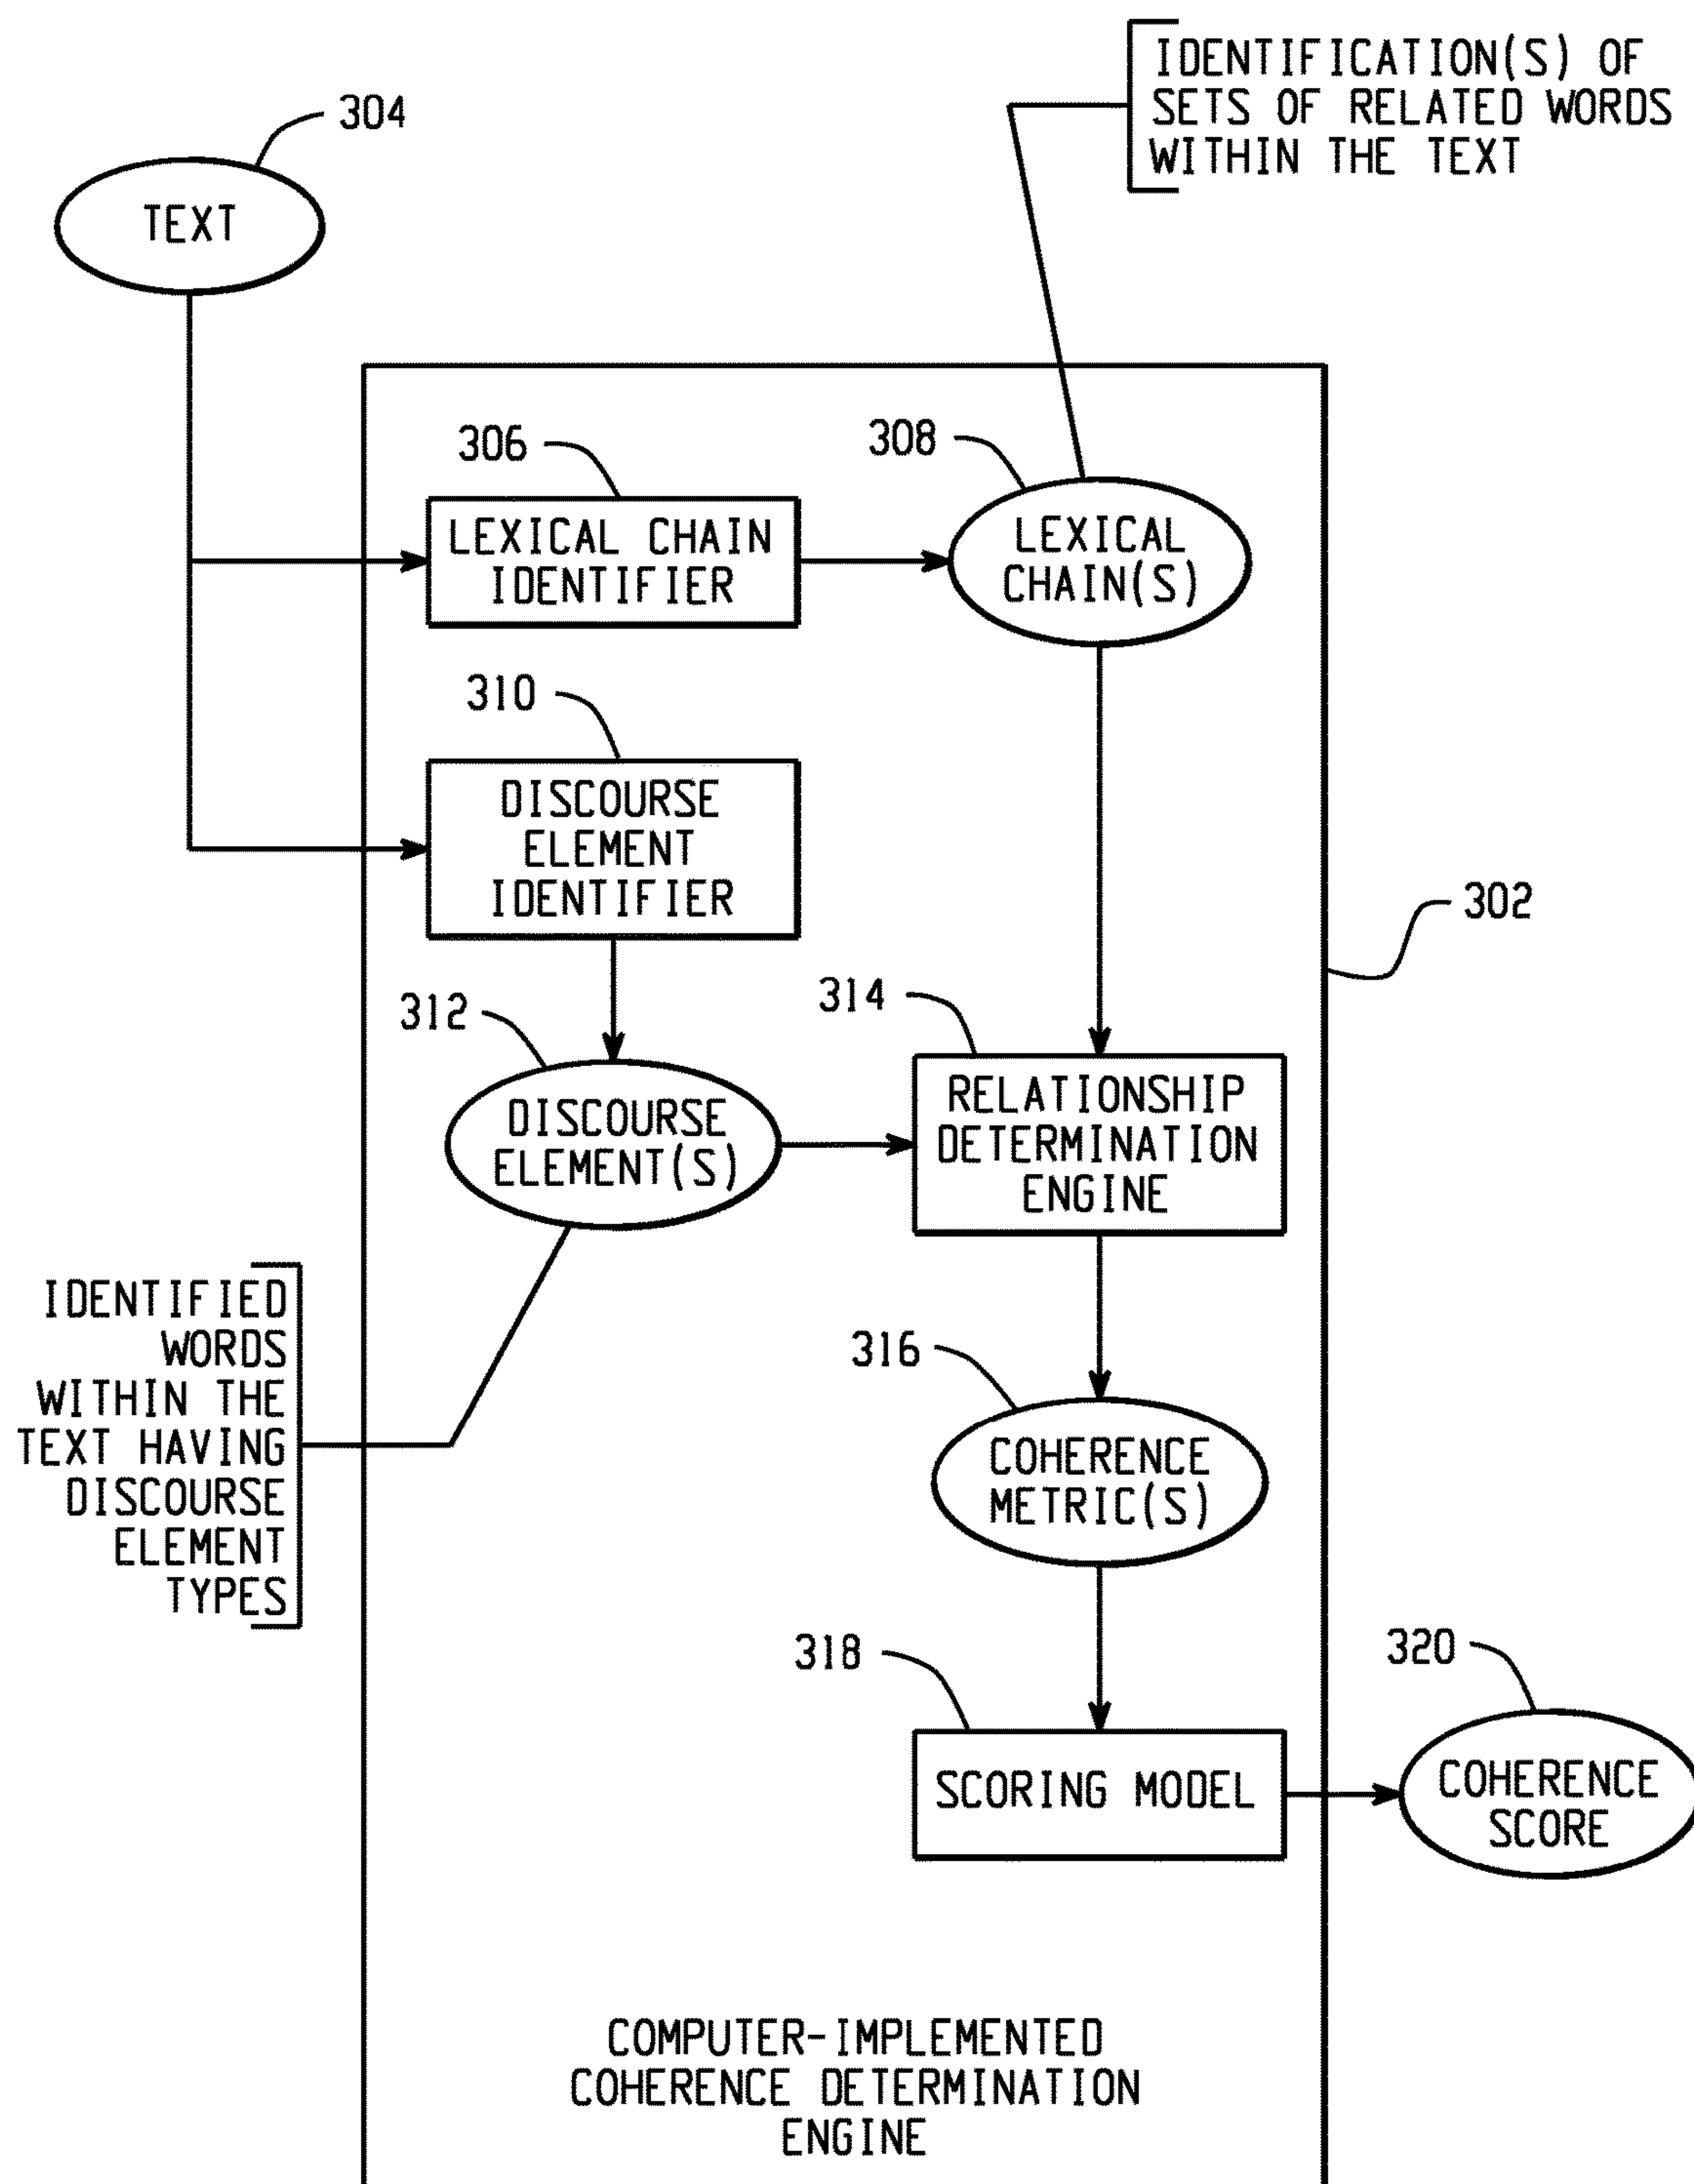 IDENTIFICATION(S) OF
SETS OF RELATED WORDS
WITHIN THE TEXT
304
TEXT
306
308
LEXICAL CHAIN
IDENTIFIER
LEXICAL
CHAIN(S)
310
DISCOURSE
ELEMENT
IDENTIFIER
302
312
314
DISCOURSE
ELEMENT(S)
RELATIONSHIP
DETERMINATION
ENGINE
IDENTIFIED
WORDS
WITHIN THE
TEXT HAVING
DISCOURSE
ELEMENT
TYPES
316
COHERENCE
METRIC(S)
318
320
SCORING MODEL
COHERENCE
SCORE
COMPUTER-IMPLEMENTED
COHERENCE DETERMINATION
ENGINE